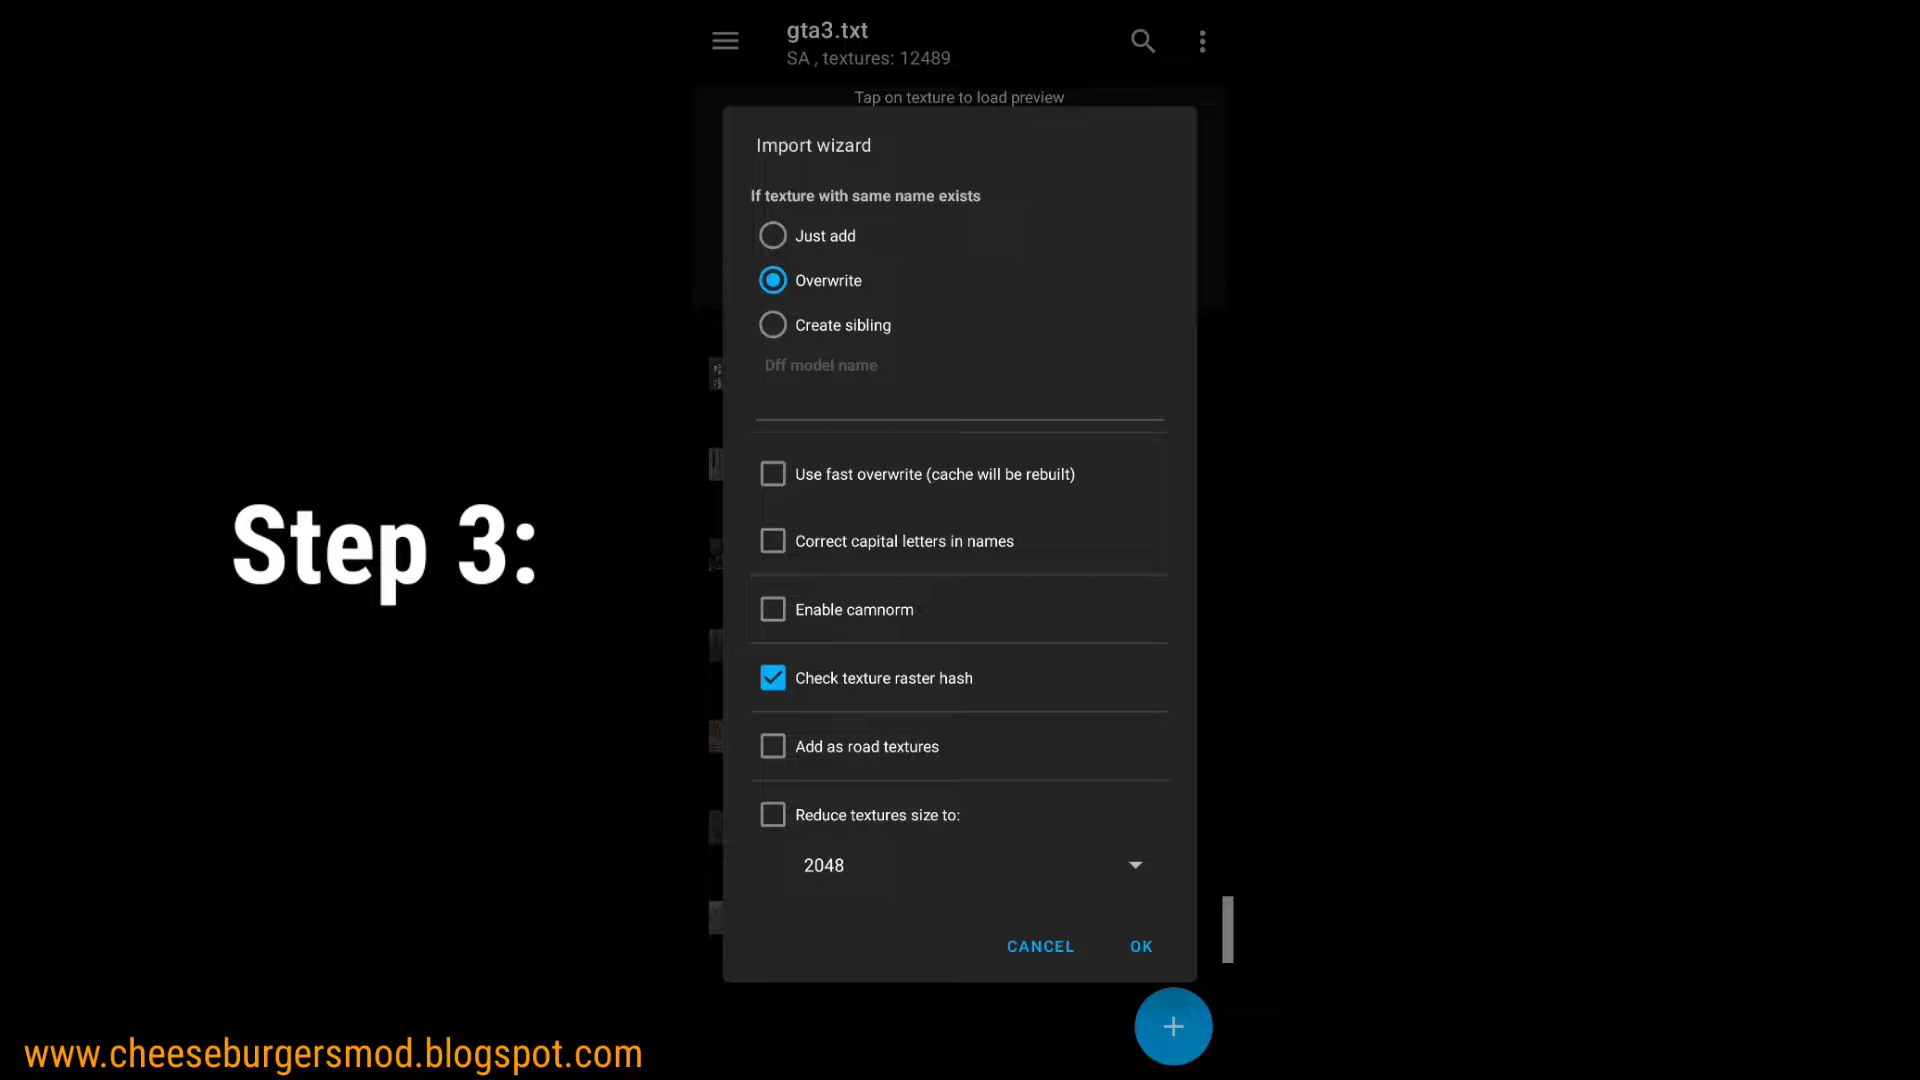 gta3.txt
SA , textures: 12489
Tap on texture to load preview
Import wizard
If texture with same name exists
Just add
Overwrite
Create sibling
Dff model name
Use fast overwrite (cache will be rebuilt)
Correct capital letters in names
Enable camnorm
Check texture raster hash
Add as road textures
Reduce textures size to:
2048
CANCEL OK
Step 3:
www.cheeseburgersmod.blogspot.com